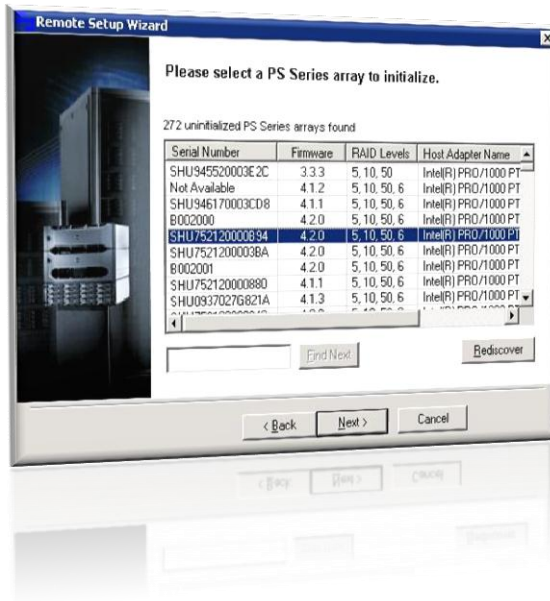 Remote Setup Wizard
Please select a PS Series array to initialize.
272 uninitialized PS Series arrays found
Serial Number Firmware RAID Levels Host Adapter Name
SHU945520003E2C 3.3.3 5, 10, 50 Intel(R) PRO/1000 PT
Not Available 4.1.2 5, 10, 50, 6 Intel(R) PRO/1000 PT
SHU946170003CD8 4.1.1 5, 10, 50, 6 Intel(R) PRO/1000 PT
B002000 4.2.0 5, 10, 50, 6 Intel(R) PRO/1000 PT
SHU752120000B94 4.2.0 5, 10, 50, 6 Intel(R) PRO/1000 PT
SHU7521200003BA 4.2.0 5, 10, 50, 6 Intel(R) PRO/1000 PT
B002001 4.2.0 5, 10, 50, 6 Intel(R) PRO/1000 PT
SHU752120000880 4.1.1 5, 10, 50, 6 Intel(R) PRO/1000 PT
SHU0937027G821A 4.1.3 5, 10, 50, 6 Intel(R) PRO/1000 PT
Find Next Rediscover
< Back Next > Cancel